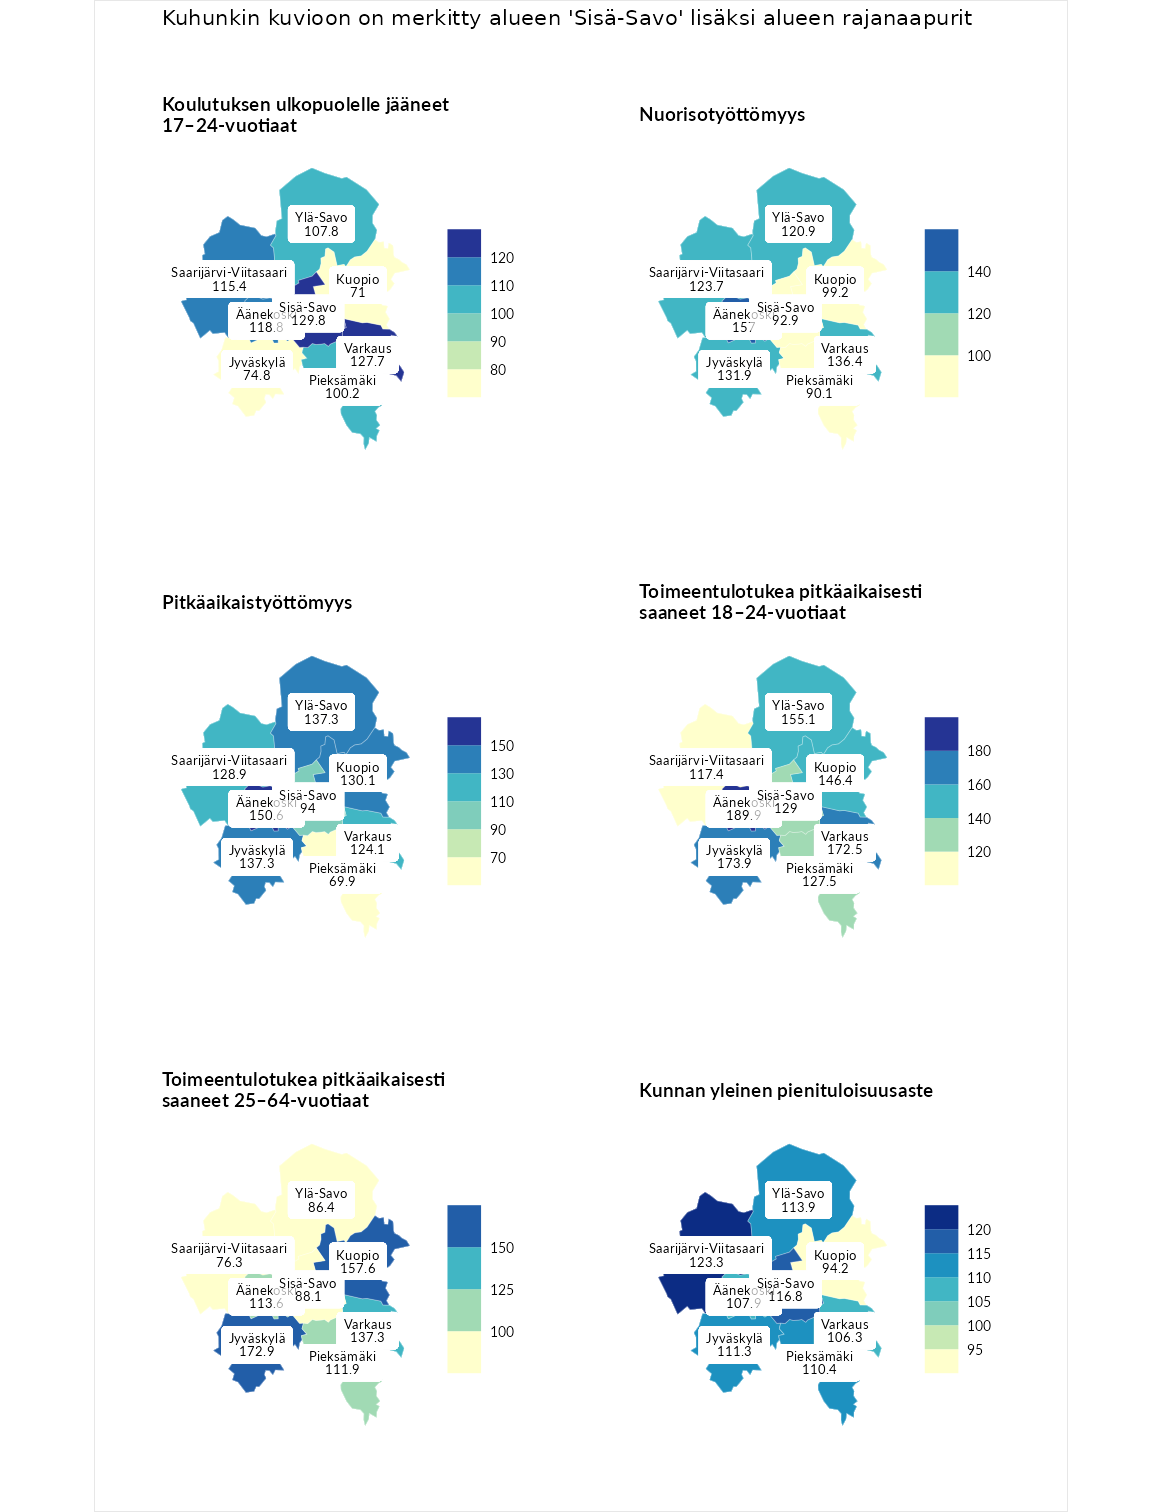 Kuhunkin kuvioon on merkitty alueen 'Sisä-Savo' lisäksi alueen rajanaapurit
Koulutuksen ulkopuolelle jääneet
17–24-vuotiaat
Ylä-Savo
107.8
Saarijärvi-Viitasaari
115.4
Kuopio
71
Äänekoski
118.8
Sisä-Savo
129.8
Jyväskylä
74.8
Varkaus
127.7
Pieksämäki
100.2
120
110
100
90
80
Nuorisotyöttömyys
Ylä-Savo
120.9
Saarijärvi-Viitasaari
123.7
Kuopio
99.2
Äänekoski
157
Sisä-Savo
92.9
Jyväskylä
131.9
Varkaus
136.4
Pieksämäki
90.1
140
120
100
Pitkäaikaistyöttömyys
Ylä-Savo
137.3
Saarijärvi-Viitasaari
128.9
Kuopio
130.1
Äänekoski
150.6
Sisä-Savo
94
Jyväskylä
137.3
Varkaus
124.1
Pieksämäki
69.9
150
130
110
90
70
Toimeentulotukea pitkäaikaisesti
saaneet 18–24-vuotiaat
Ylä-Savo
155.1
Saarijärvi-Viitasaari
117.4
Kuopio
146.4
Äänekoski
189.9
Sisä-Savo
129
Jyväskylä
173.9
Varkaus
172.5
Pieksämäki
127.5
180
160
140
120
Toimeentulotukea pitkäaikaisesti
saaneet 25–64-vuotiaat
Ylä-Savo
86.4
Saarijärvi-Viitasaari
76.3
Kuopio
157.6
Äänekoski
113.6
Sisä-Savo
88.1
Jyväskylä
172.9
Varkaus
137.3
Pieksämäki
111.9
150
125
100
Kunnan yleinen pienituloisuusaste
Ylä-Savo
113.9
Saarijärvi-Viitasaari
123.3
Kuopio
94.2
Äänekoski
107.9
Sisä-Savo
116.8
Jyväskylä
111.3
Varkaus
106.3
Pieksämäki
110.4
120
115
110
105
100
95